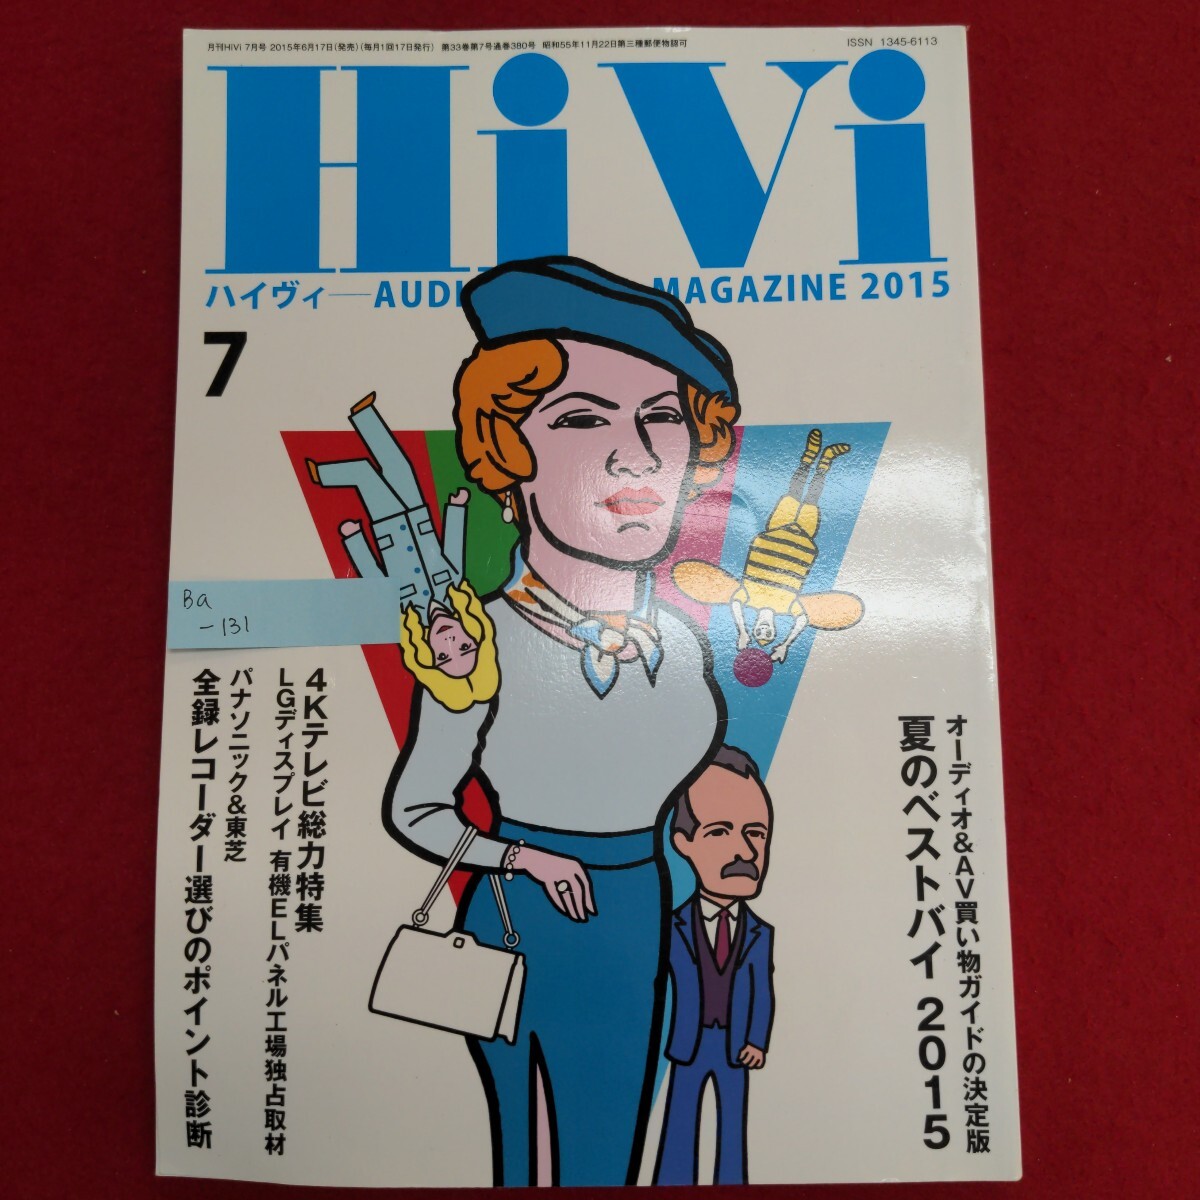 月刊HiVi 7月号 2015年6月17日(発売)(毎月1回17日発行) 第33巻第7号通巻380号 昭和55年11月22日第三種郵便物認可
ISSN 1345-6113
HiVi
ハイヴィ──AUDI MAGAZINE 2015
7
Ba
-131
オーディオ&AV買い物ガイドの決定版
夏のベストバイ 2015
4Kテレビ総力特集
LGディスプレイ 有機ELパネル工場独占取材
パナソニック&東芝
全録レコーダー選びのポイント診断